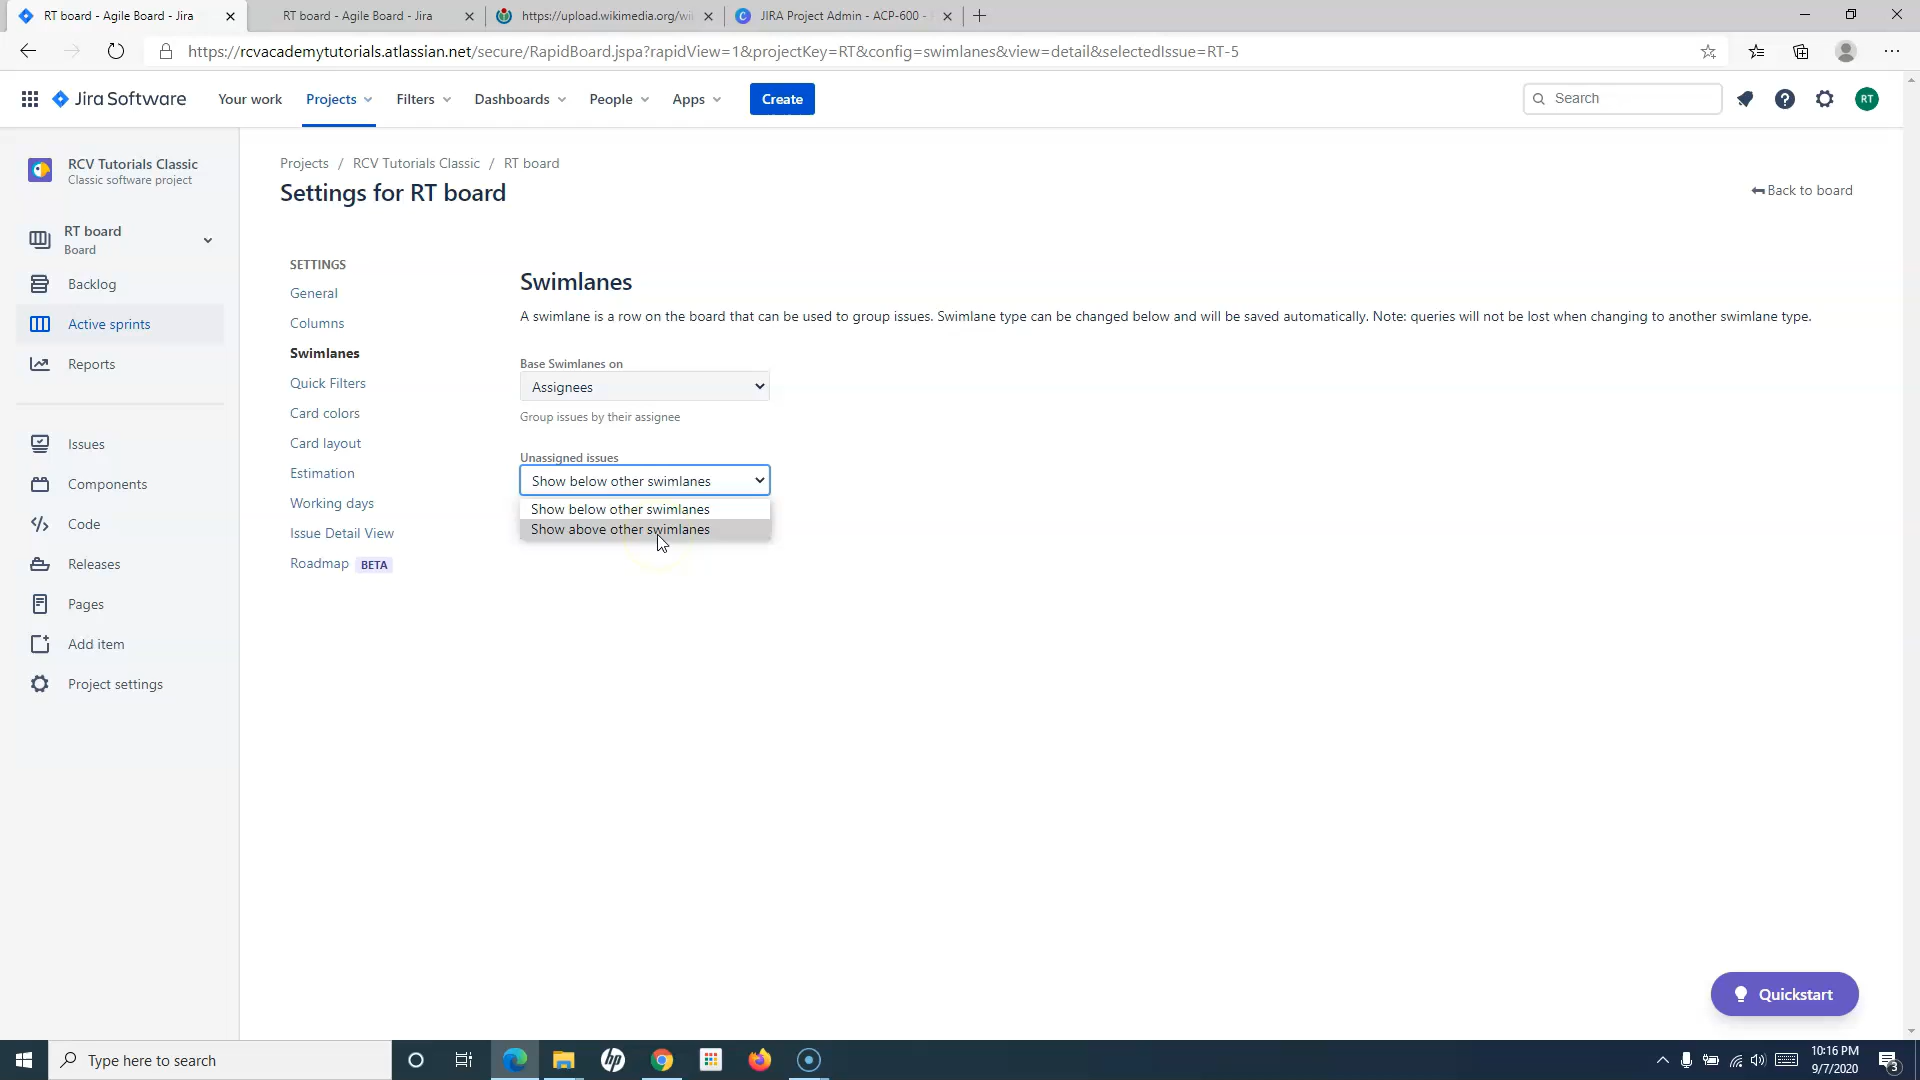 RT board - Agile Board - Jira
RT board - Agile Board - Jira
https://upload.wikimedia.org/wi
JIRA Project Admin - ACP-600 -
https://rcvacademytutorials.atlassian.net/secure/RapidBoard.jspa?rapidView=1&projectKey=RT&config=swimlanes&view=detail&selectedIssue=RT-5
Jira Software
Your work
Projects
Filters
Dashboards
People
Apps
Create
Search
RT
RCV Tutorials Classic
Classic software project
RT board
Board
Backlog
Active sprints
Reports
Issues
Components
Code
Releases
Pages
Add item
Project settings
Projects / RCV Tutorials Classic / RT board
Settings for RT board
Back to board
SETTINGS
General
Columns
Swimlanes
Quick Filters
Card colors
Card layout
Estimation
Working days
Issue Detail View
Roadmap BETA
Swimlanes
A swimlane is a row on the board that can be used to group issues. Swimlane type can be changed below and will be saved automatically. Note: queries will not be lost when changing to another swimlane type.
Base Swimlanes on
Assignees
Group issues by their assignee
Unassigned issues
Show below other swimlanes
Show below other swimlanes
Show above other swimlanes
Quickstart
Type here to search
hp
10:16 PM
9/7/2020
3